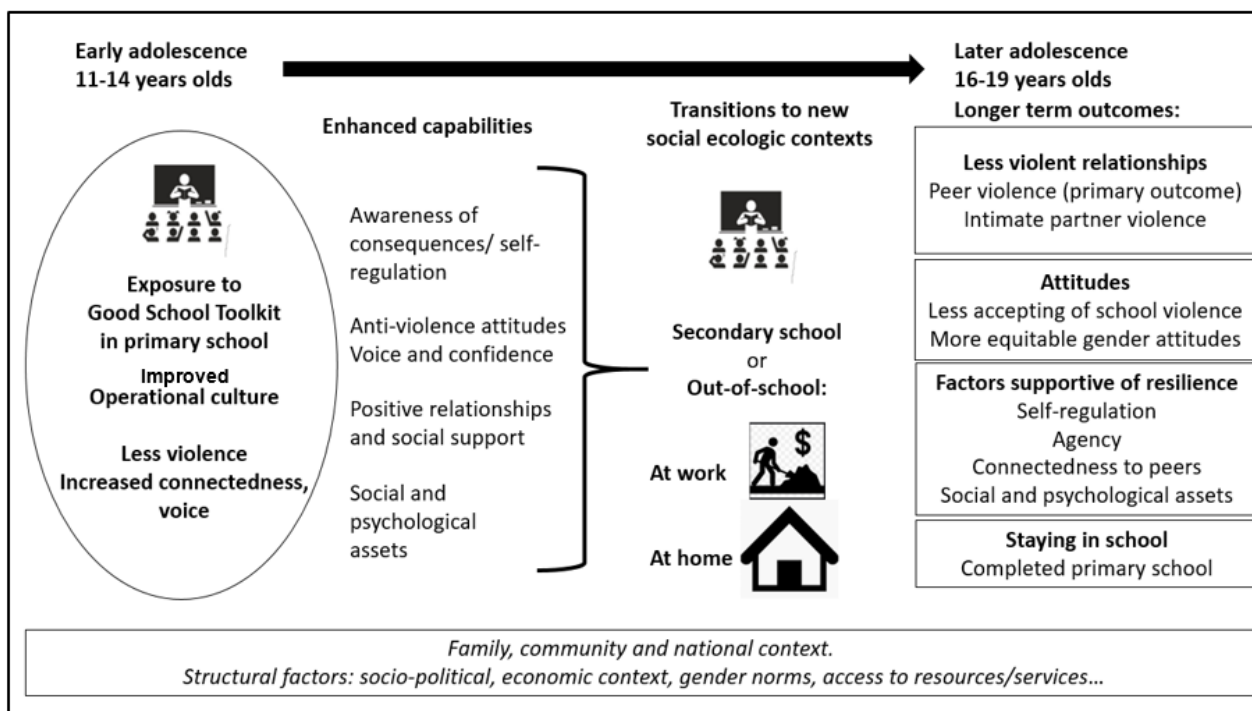 Early adolescence
11-14 years olds
Later adolescence
16-19 years olds
Longer term outcomes:
Enhanced capabilities
Transitions to new
social ecologic contexts
Exposure to
Good School Toolkit
in primary school
Improved
Operational culture
Less violence
Increased connectedness,
voice
Awareness of
consequences/ self-
regulation
Anti-violence attitudes
Voice and confidence
Positive relationships
and social support
Social and
psychological
assets
Secondary school
or
Out-of-school:
At work
$
At home
Less violent relationships
Peer violence (primary outcome)
Intimate partner violence
Attitudes
Less accepting of school violence
More equitable gender attitudes
Factors supportive of resilience
Self-regulation
Agency
Connectedness to peers
Social and psychological assets
Staying in school
Completed primary school
Family, community and national context.
Structural factors: socio-political, economic context, gender norms, access to resources/services…